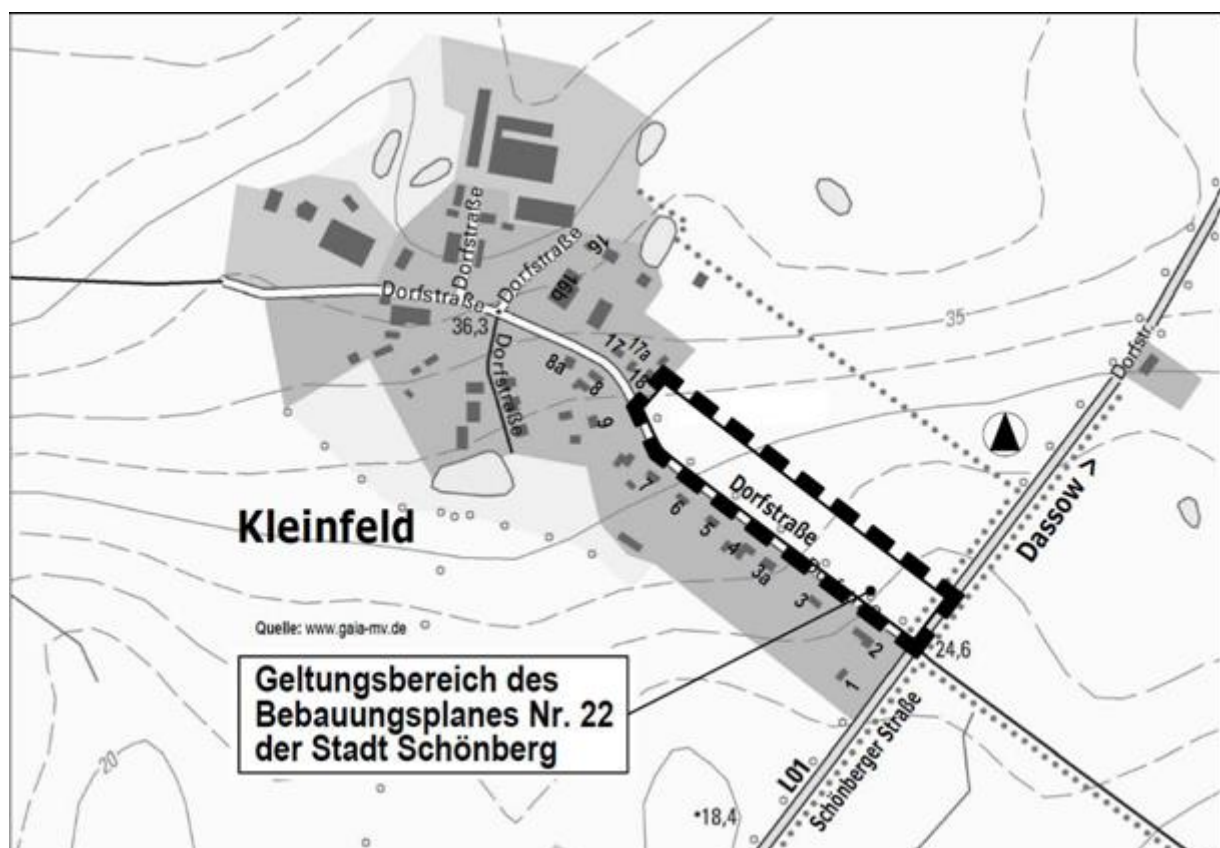 Dorfstraße
Dorfstraße
Dorfstraße
36,3
Dorfstraße
16
16b
17
17a
18
8a
8
9
35
Dorfstr.
Dassow >
Kleinfeld
7
6
5
4
3a
3
2
1
Dorfstraße
24,6
Quelle: www.gaia-mv.de
Geltungsbereich des
Bebauungsplanes Nr. 22
der Stadt Schönberg
L01
Schönberger Straße
20
18,4